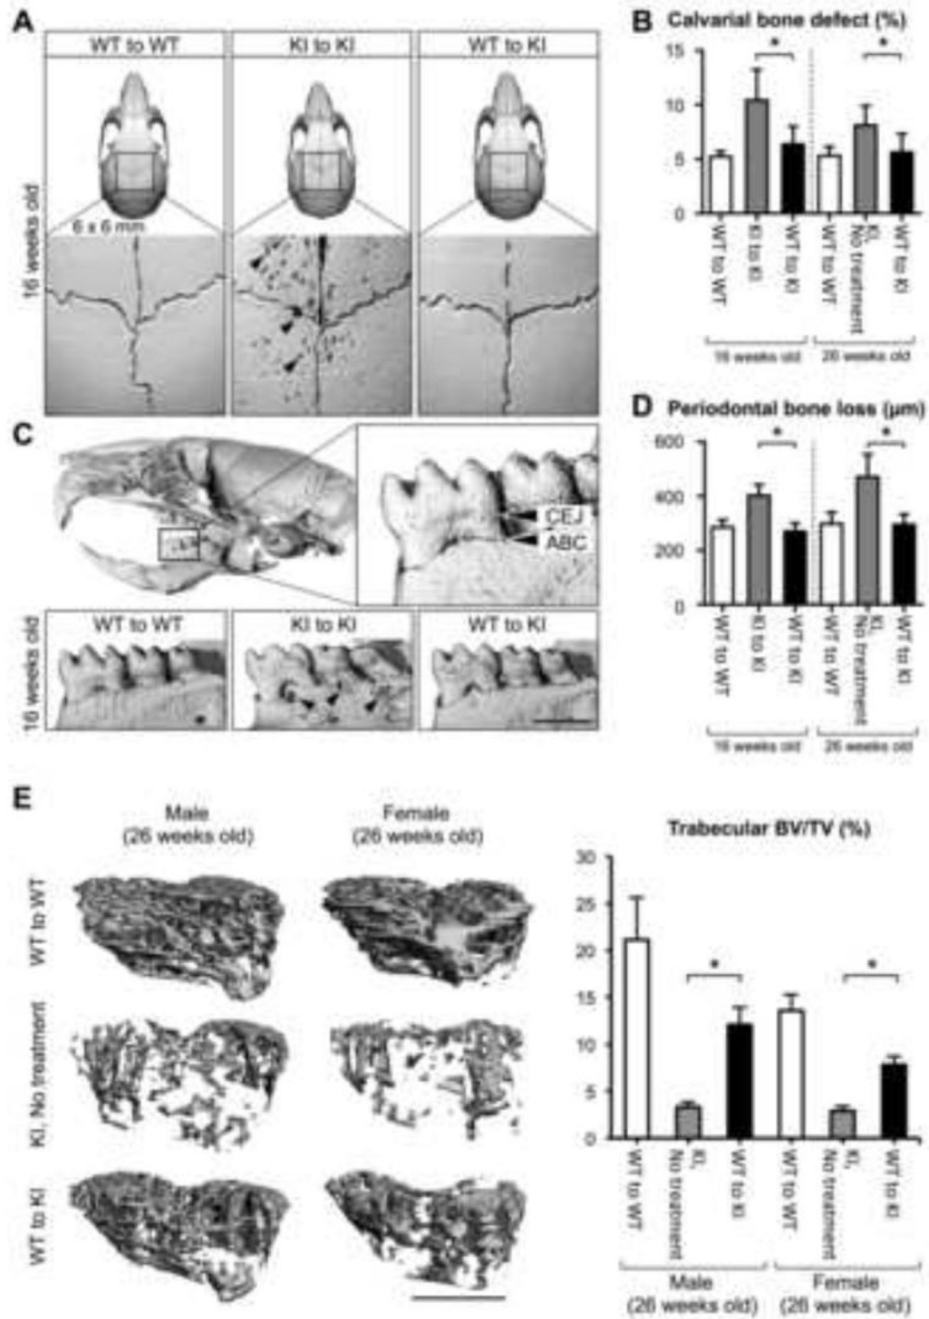 A
WT to WT
KI to KI
WT to KI
16 weeks old
6 x 6 mm
B Calvarial bone defect (%)
15
10
5
0
*
*
WT to WT
KI to KI
WT to KI
WT to WT
KI,
No treatment
WT to KI
16 weeks old
26 weeks old
C
CEJ
ABC
16 weeks old
WT to WT
KI to KI
WT to KI
D Periodontal bone loss (µm)
600
400
200
0
*
*
WT to WT
KI to KI
WT to KI
WT to WT
KI,
No treatment
WT to KI
16 weeks old
26 weeks old
E
Male
(26 weeks old)
Female
(26 weeks old)
WT to WT
KI, No treatment
WT to KI
Trabecular BV/TV (%)
30
25
20
15
10
5
0
*
*
WT to WT
KI,
No treatment
WT to KI
WT to WT
KI,
No treatment
WT to KI
Male
(26 weeks old)
Female
(26 weeks old)